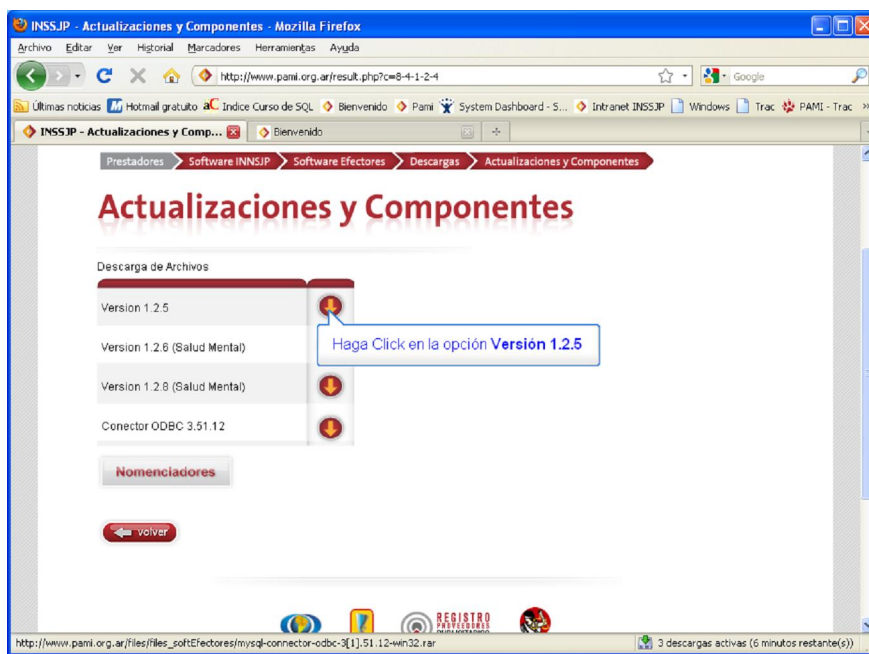 INSSJP - Actualizaciones y Componentes - Mozilla Firefox
Archivo Editar Ver Historial Marcadores Herramientas Ayuda
http://www.pami.org.ar/result.php?c=8-4-1-2-4 Google
Últimas noticias Hotmail gratuito Indice Curso de SQL Bienvenido Pami System Dashboard - S... Intranet INSSJP Windows Trac PAMI - Trac »
INSSJP - Actualizaciones y Comp... Bienvenido
Prestadores Software INNSJP Software Efectores Descargas Actualizaciones y Componentes
Actualizaciones y Componentes
Descarga de Archivos
Version 1.2.5
Haga Click en la opción Versión 1.2.5
Version 1.2.6 (Salud Mental)
Version 1.2.8 (Salud Mental)
Conector ODBC 3.51.12
Nomencladores
volver
REGISTRO
http://www.pami.org.ar/files/files_softEfectores/mysql-connector-odbc-3[1].51.12-win32.rar 3 descargas activas (6 minutos restante(s))